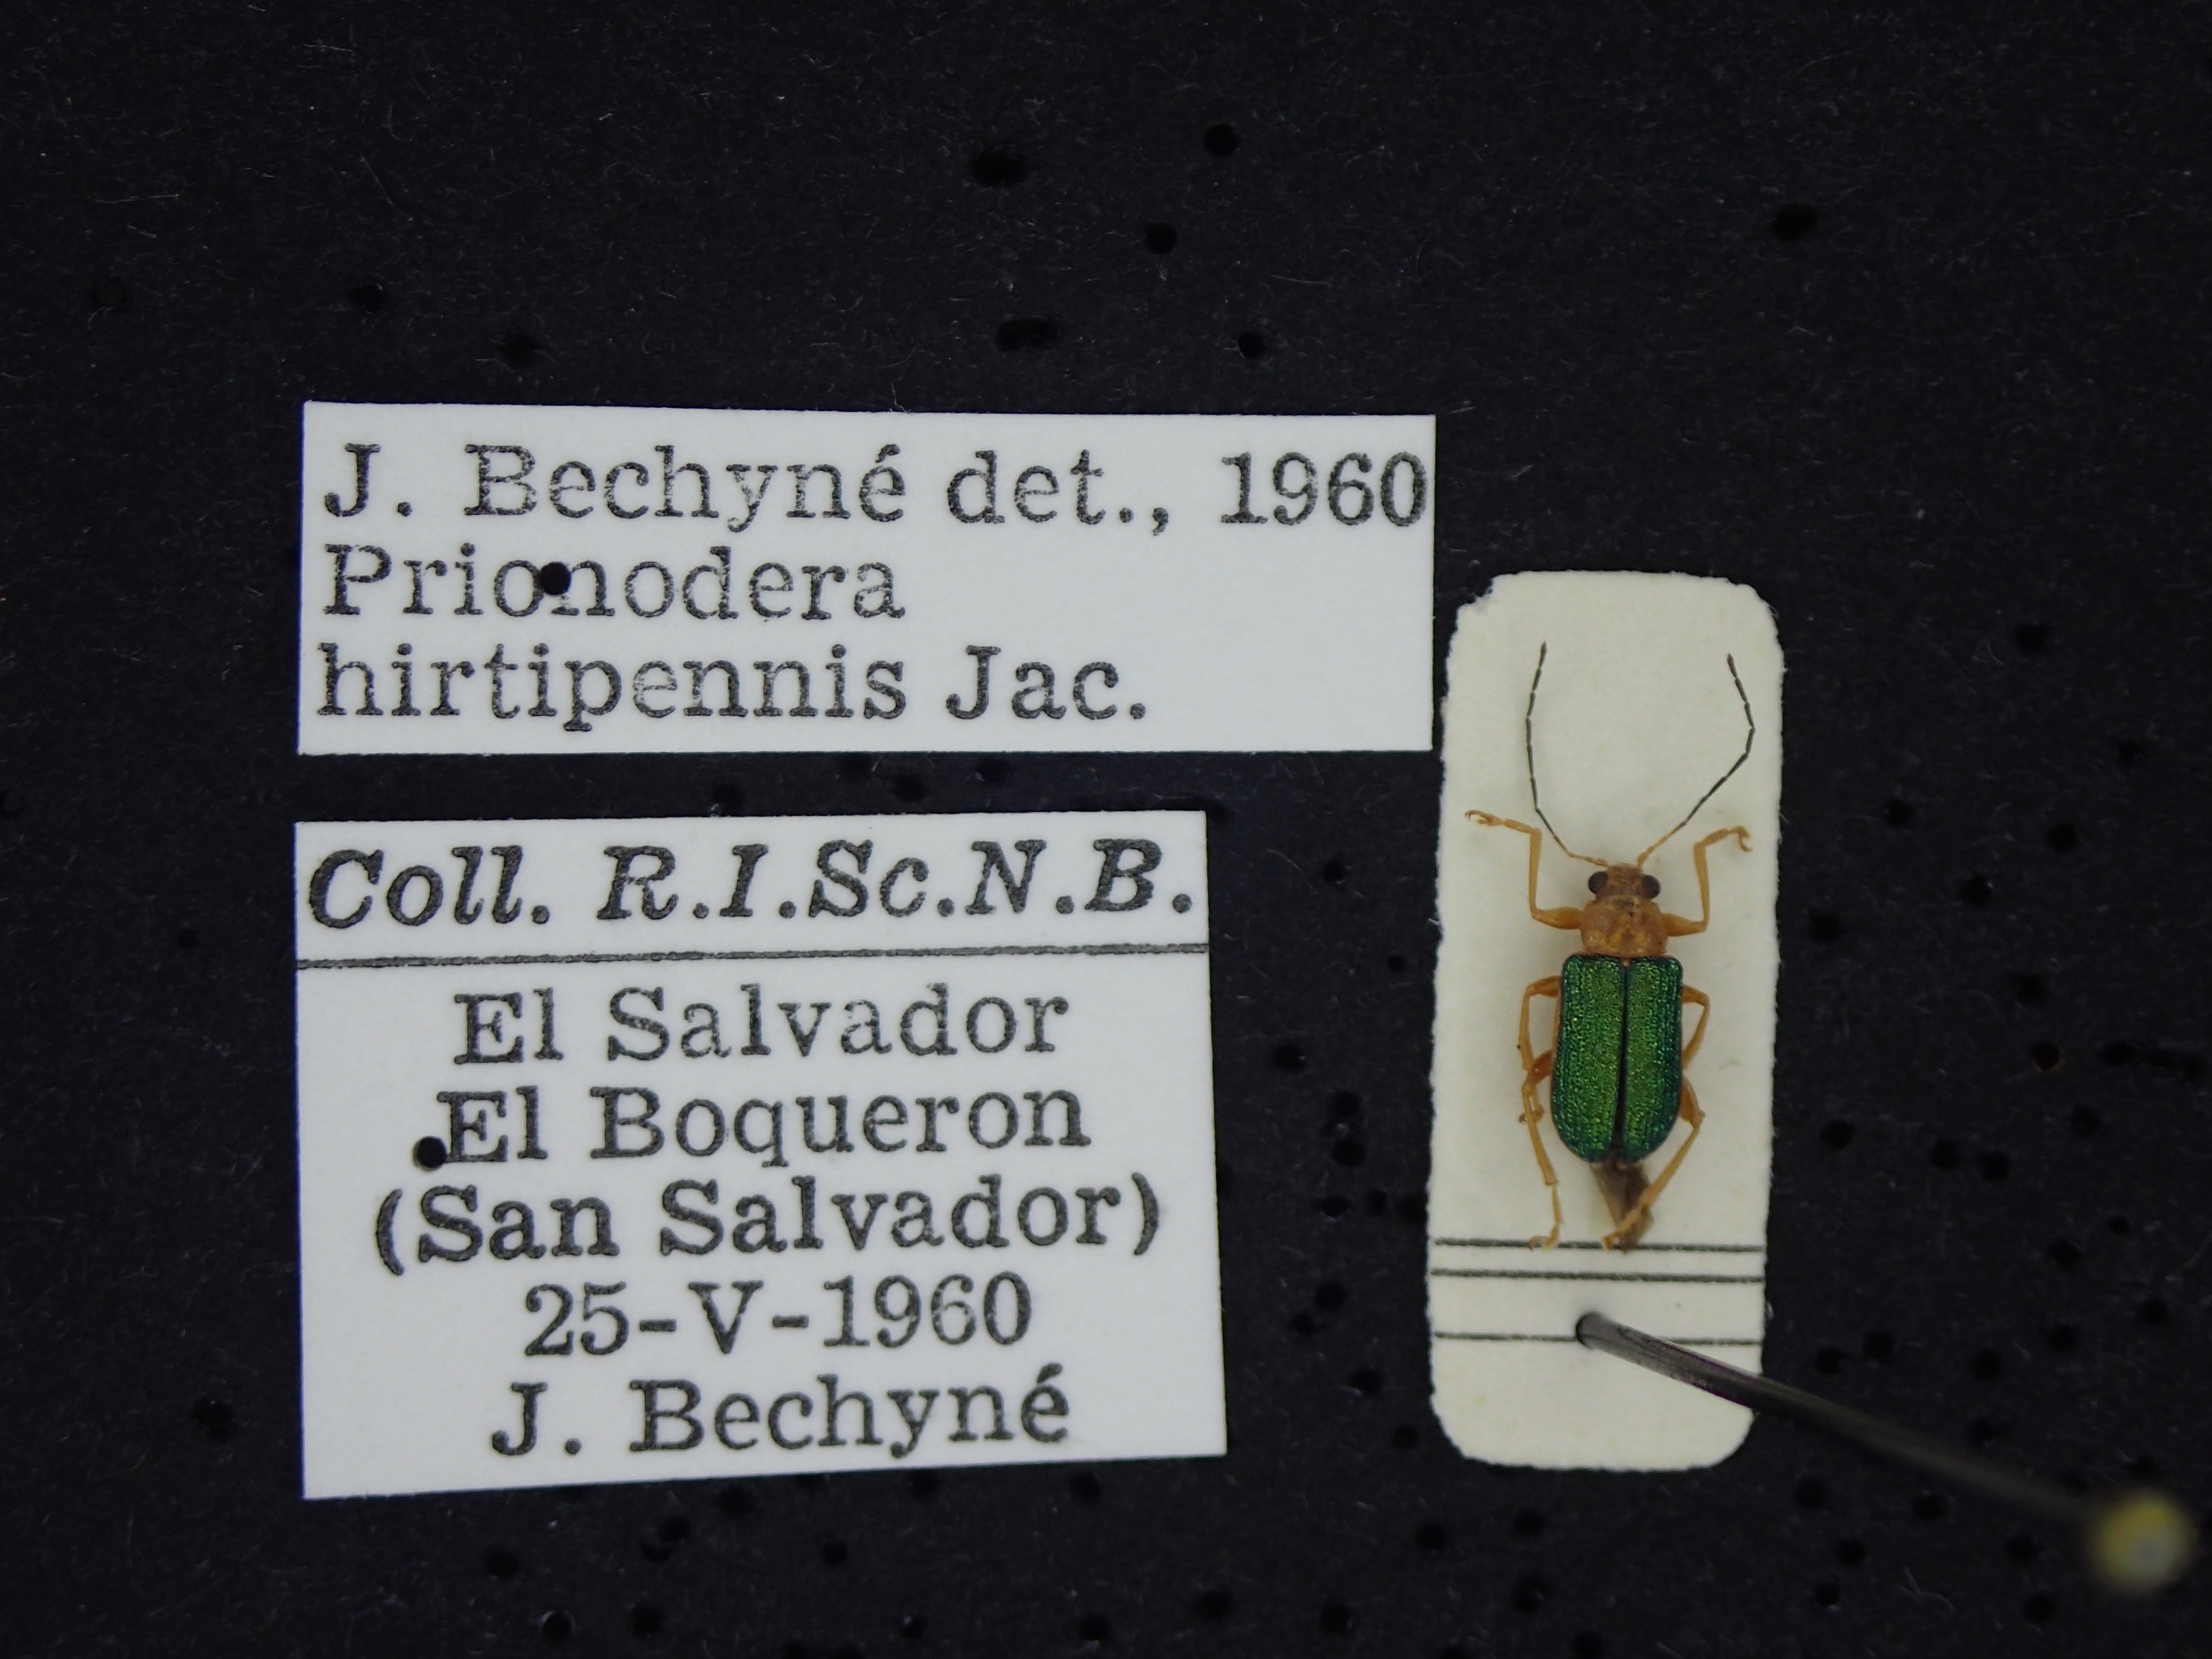 J. Bechyné det., 1960
Prionodera
hirtipennis Jac.
Coll. R.I.Sc.N.B.
El Salvador
El Boqueron
(San Salvador)
25-V-1960
J. Bechyné